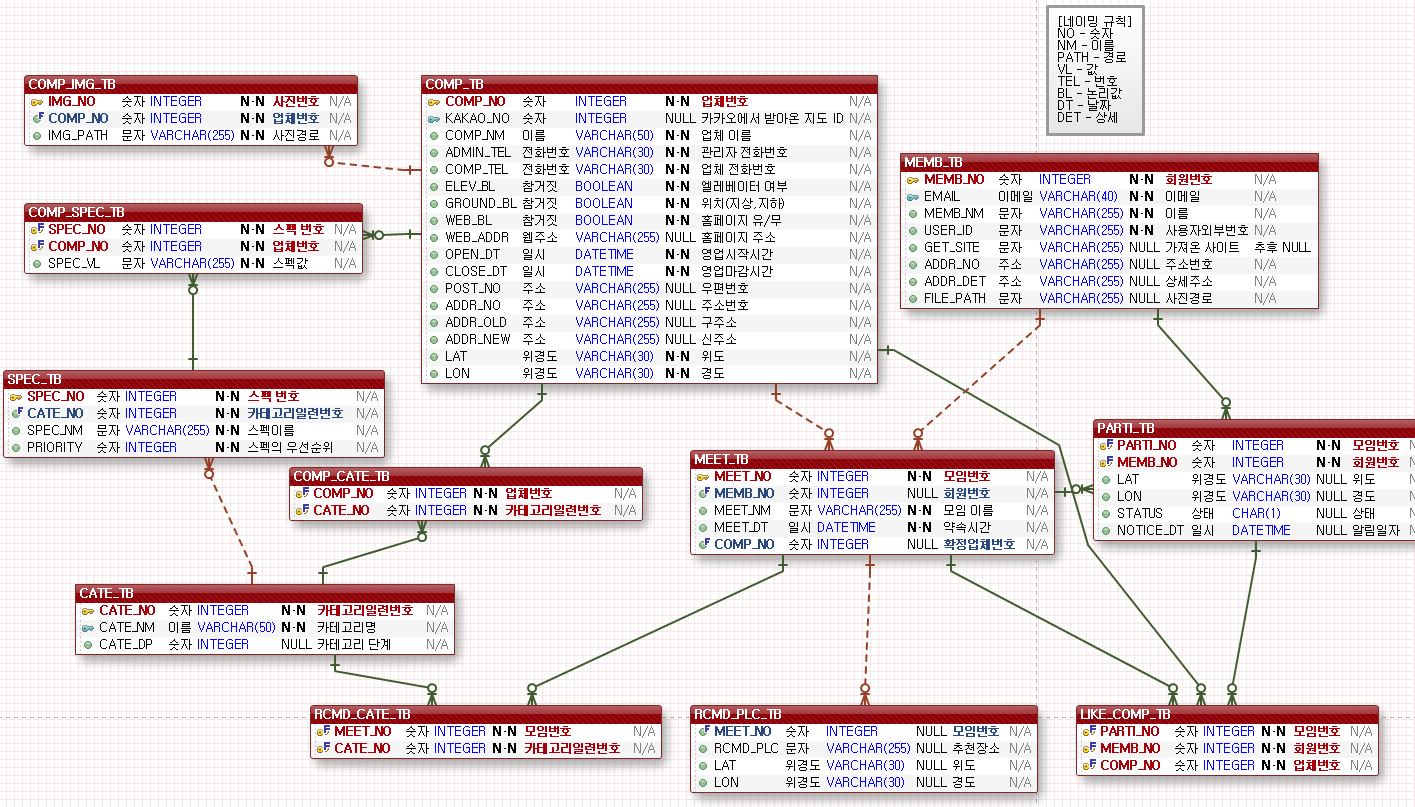 [네이밍 규칙]
NO - 숫자
NM - 이름
PATH - 경로
VL - 값
TEL - 번호
BL - 논리값
DT - 날짜
DET - 상세
COMP_IMG_TB
IMG_NO 숫자 INTEGER N-N 사진번호 N/A
COMP_NO 숫자 INTEGER N-N 업체번호 N/A
IMG_PATH 문자 VARCHAR(255) N-N 사진경로 N/A
COMP_TB
COMP_NO 숫자 INTEGER N-N 업체번호 N/A
KAKAO_NO 숫자 INTEGER NULL 카카오에서 받아온 지도 ID N/A
COMP_NM 이름 VARCHAR(50) N-N 업체 이름 N/A
ADMIN_TEL 전화번호 VARCHAR(30) N-N 관리자 전화번호 N/A
COMP_TEL 전화번호 VARCHAR(30) N-N 업체 전화번호 N/A
ELEV_BL 참거짓 BOOLEAN N-N 엘레베이터 여부 N/A
GROUND_BL 참거짓 BOOLEAN N-N 위치(지상,지하) N/A
WEB_BL 참거짓 BOOLEAN N-N 홈페이지 유/무 N/A
WEB_ADDR 웹주소 VARCHAR(255) NULL 홈페이지 주소 N/A
OPEN_DT 일시 DATETIME N-N 영업시작시간 N/A
CLOSE_DT 일시 DATETIME N-N 영업마감시간 N/A
POST_NO 주소 VARCHAR(255) NULL 우편번호 N/A
ADDR_NO 주소 VARCHAR(255) NULL 주소번호 N/A
ADDR_OLD 주소 VARCHAR(255) NULL 구주소 N/A
ADDR_NEW 주소 VARCHAR(255) NULL 신주소 N/A
LAT 위경도 VARCHAR(30) N-N 위도 N/A
LON 위경도 VARCHAR(30) N-N 경도 N/A
MEMB_TB
MEMB_NO 숫자 INTEGER N-N 회원번호 N/A
EMAIL 이메일 VARCHAR(40) N-N 이메일 N/A
MEMB_NM 문자 VARCHAR(255) N-N 이름 N/A
USER_ID 문자 VARCHAR(255) N-N 사용자외부번호 N/A
GET_SITE 문자 VARCHAR(255) NULL 가져온 사이트 추후 NULL
ADDR_NO 주소 VARCHAR(255) NULL 주소번호 N/A
ADDR_DET 주소 VARCHAR(255) NULL 상세주소 N/A
FILE_PATH 문자 VARCHAR(255) NULL 사진경로 N/A
COMP_SPEC_TB
SPEC_NO 숫자 INTEGER N-N 스펙 번호 N/A
COMP_NO 숫자 INTEGER N-N 업체번호 N/A
SPEC_VL 문자 VARCHAR(255) N-N 스펙값 N/A
SPEC_TB
SPEC_NO 숫자 INTEGER N-N 스펙 번호 N/A
CATE_NO 숫자 INTEGER N-N 카테고리일련번호 N/A
SPEC_NM 문자 VARCHAR(255) N-N 스펙이름 N/A
PRIORITY 숫자 INTEGER N-N 스펙의 우선순위 N/A
COMP_CATE_TB
COMP_NO 숫자 INTEGER N-N 업체번호 N/A
CATE_NO 숫자 INTEGER N-N 카테고리일련번호 N/A
MEET_TB
MEET_NO 숫자 INTEGER N-N 모임번호 N/A
MEMB_NO 숫자 INTEGER NULL 회원번호 N/A
MEET_NM 문자 VARCHAR(255) N-N 모임 이름 N/A
MEET_DT 일시 DATETIME N-N 약속시간 N/A
COMP_NO 숫자 INTEGER NULL 확정업체번호 N/A
PARTI_TB
PARTI_NO 숫자 INTEGER N-N 모임번호
MEMB_NO 숫자 INTEGER N-N 회원번호
LAT 위경도 VARCHAR(30) NULL 위도
LON 위경도 VARCHAR(30) NULL 경도
STATUS 상태 CHAR(1) NULL 상태
NOTICE_DT 일시 DATETIME NULL 알림일자
CATE_TB
CATE_NO 숫자 INTEGER N-N 카테고리일련번호 N/A
CATE_NM 이름 VARCHAR(50) N-N 카테고리명 N/A
CATE_DP 숫자 INTEGER NULL 카테고리 단계 N/A
RCMD_CATE_TB
MEET_NO 숫자 INTEGER N-N 모임번호 N/A
CATE_NO 숫자 INTEGER N-N 카테고리일련번호 N/A
RCMD_PLC_TB
MEET_NO 숫자 INTEGER NULL 모임번호 N/A
RCMD_PLC 문자 VARCHAR(255) NULL 추천장소 N/A
LAT 위경도 VARCHAR(30) NULL 위도 N/A
LON 위경도 VARCHAR(30) NULL 경도 N/A
LIKE_COMP_TB
PARTI_NO 숫자 INTEGER N-N 모임번호 N/A
MEMB_NO 숫자 INTEGER N-N 회원번호 N/A
COMP_NO 숫자 INTEGER N-N 업체번호 N/A